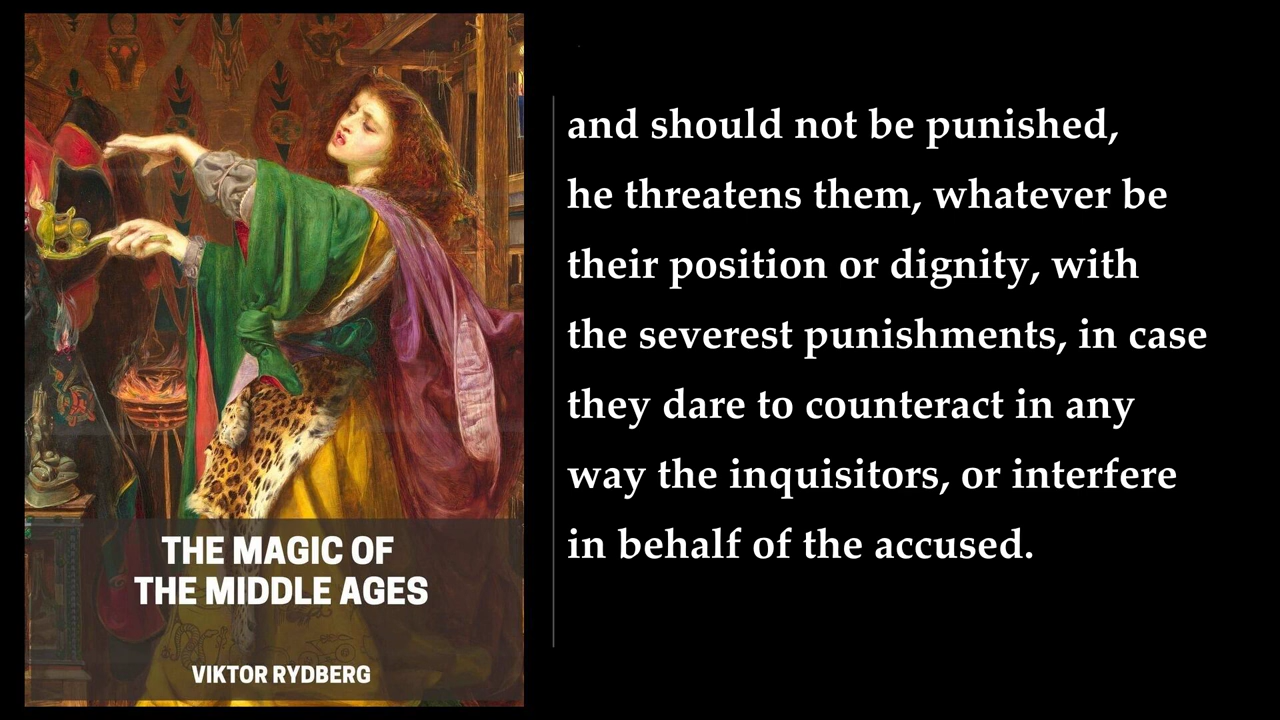 THE MAGIC OF
THE MIDDLE AGES
VIKTOR RYDBERG
and should not be punished,
he threatens them, whatever be
their position or dignity, with
the severest punishments, in case
they dare to counteract in any
way the inquisitors, or interfere
in behalf of the accused.